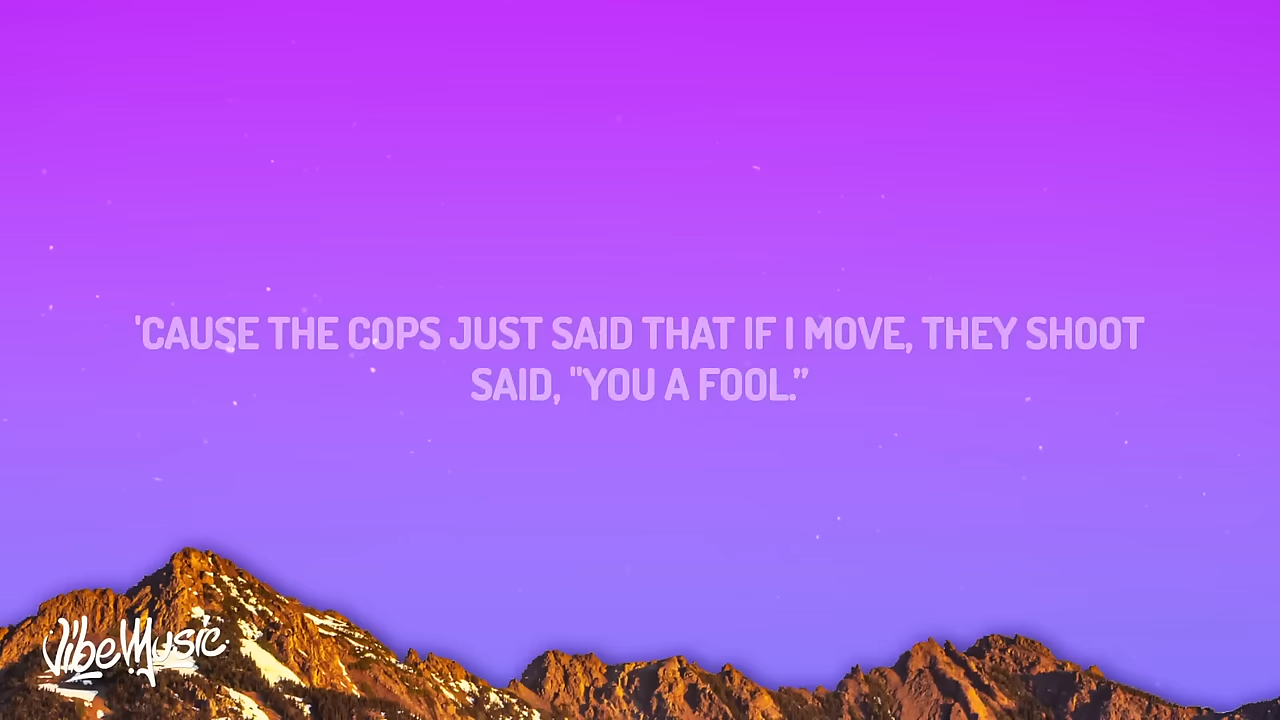 'CAUSE THE COPS JUST SAID THAT IF I MOVE, THEY SHOOT
SAID, "YOU A FOOL.”
VibeMusic